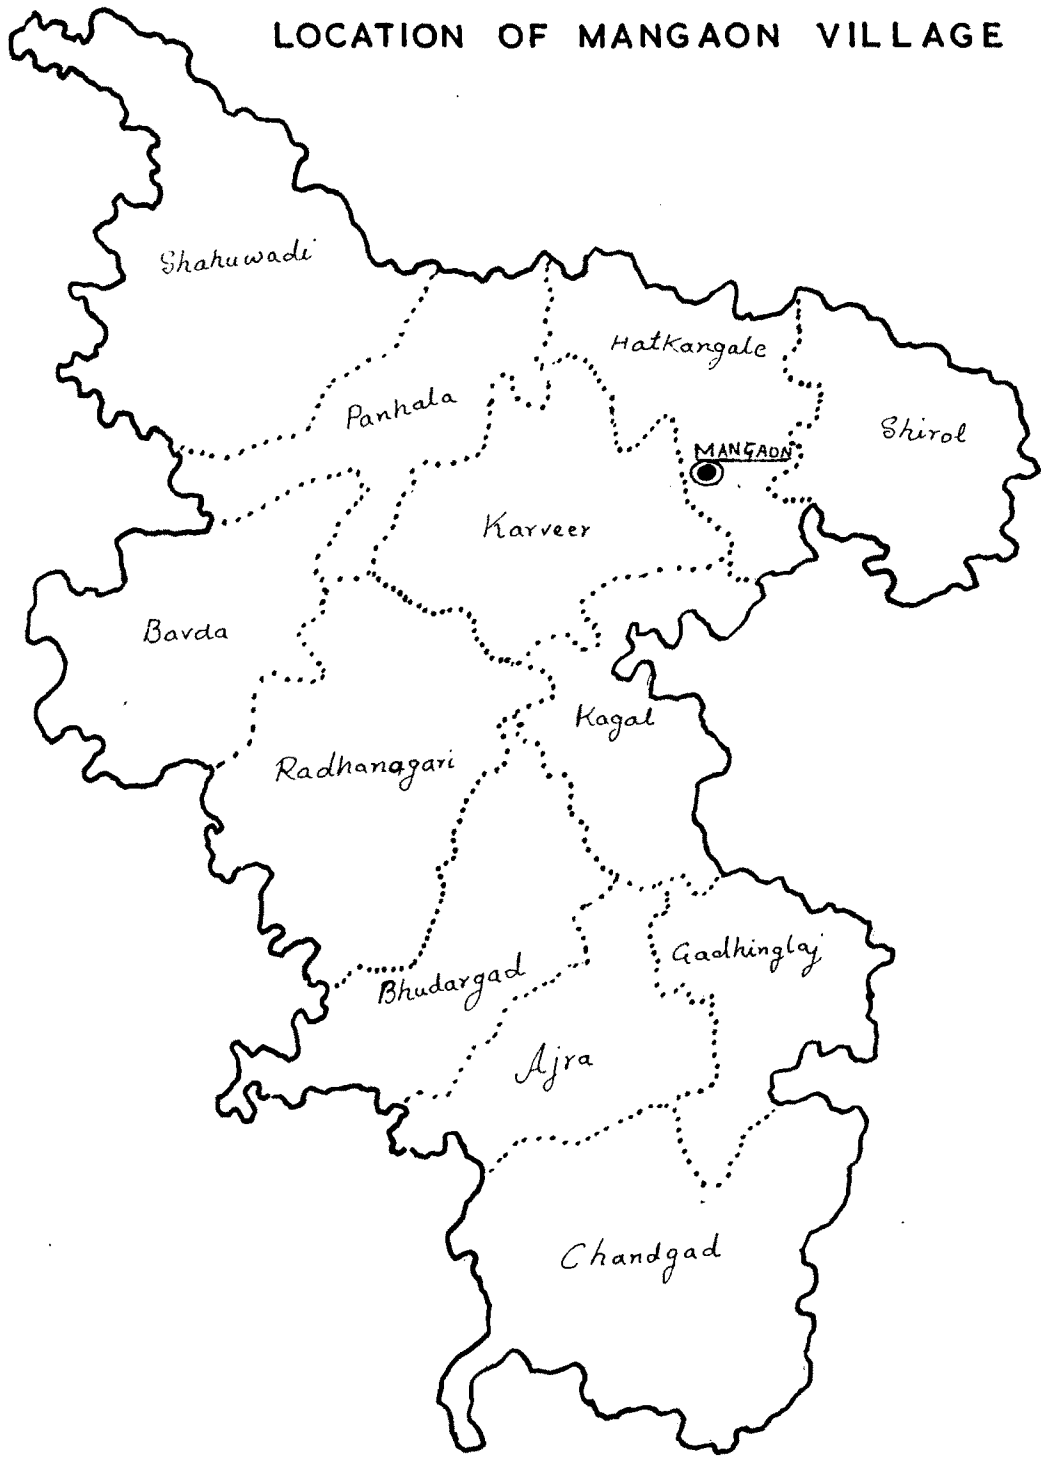 LOCATION OF MANGAON VILLAGE
Shahuwadi
Hatkangale
Panhala
Shirol
MANGAON
Karveer
Bavda
Kagal
Radhanagari
Gadhinglaj
Bhudargad
Ajra
Chandgad